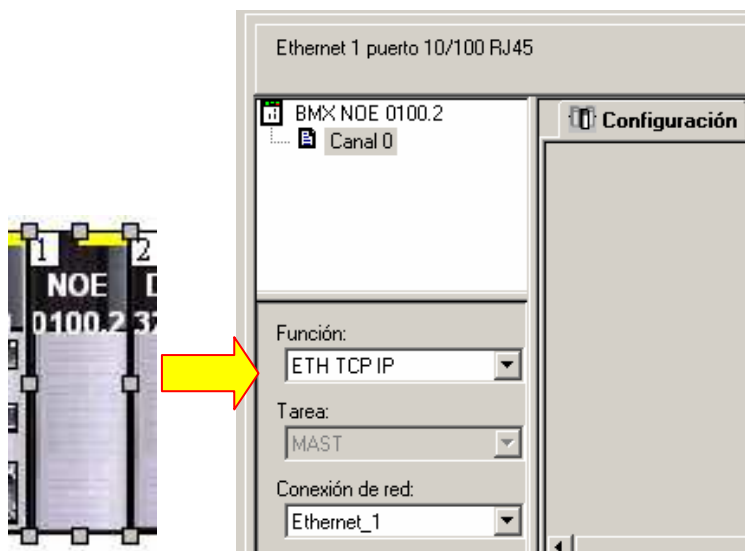 Ethernet 1 puerto 10/100 RJ45
BMX NOE 0100.2
Canal 0
Configuración
1
2
NOE
0100.2
Función:
ETH TCP IP
Tarea:
MAST
Conexión de red:
Ethernet_1